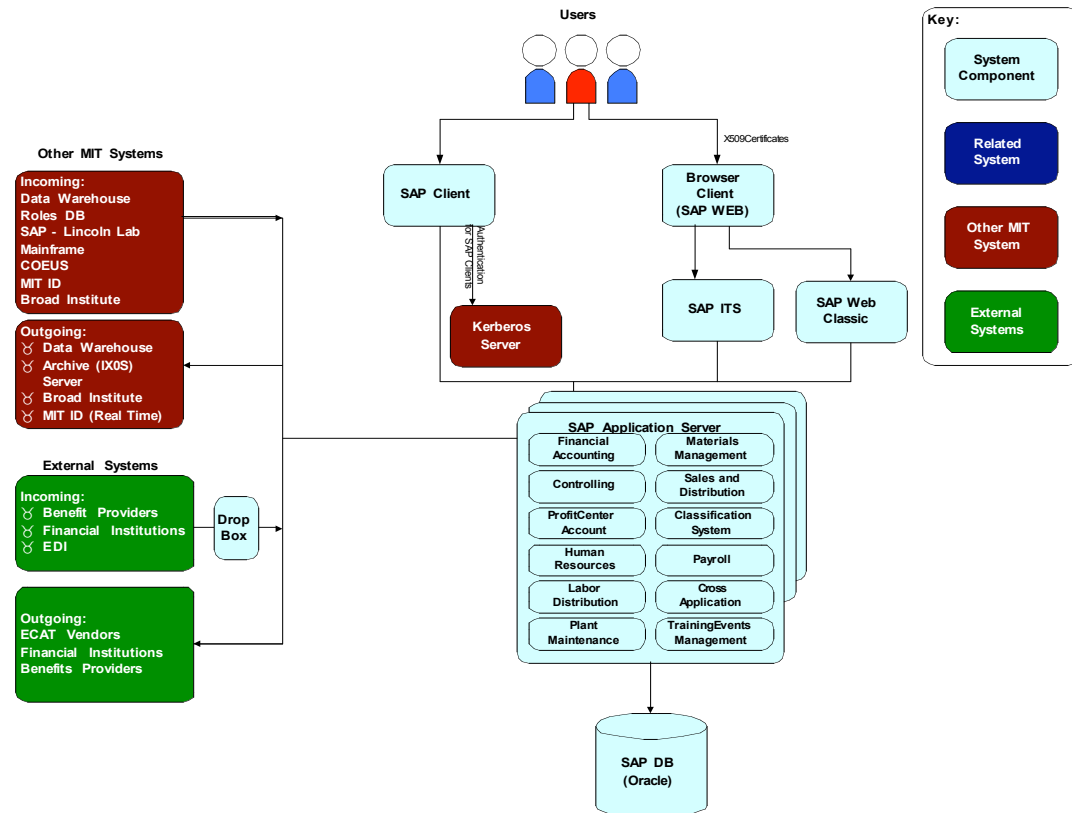 Users
Key:
System
Component
Related
System
Other MIT
System
External
Systems
X509Certificates
SAP Client
Browser
Client
(SAP WEB)
Authentication
for SAP Clients
Kerberos
Server
SAP ITS
SAP Web
Classic
Other MIT Systems
Incoming:
Data Warehouse
Roles DB
SAP - Lincoln Lab
Mainframe
COEUS
MIT ID
Broad Institute
Outgoing:
♉ Data Warehouse
♉ Archive (IX0S)
Server
♉ Broad Institute
♉ MIT ID (Real Time)
External Systems
Incoming:
♉ Benefit Providers
♉ Financial Institutions
♉ EDI
Drop
Box
Outgoing:
ECAT Vendors
Financial Institutions
Benefits Providers
SAP Application Server
Financial
Accounting
Materials
Management
Controlling
Sales and
Distribution
ProfitCenter
Account
Classification
System
Human
Resources
Payroll
Labor
Distribution
Cross
Application
Plant
Maintenance
TrainingEvents
Management
SAP DB
(Oracle)